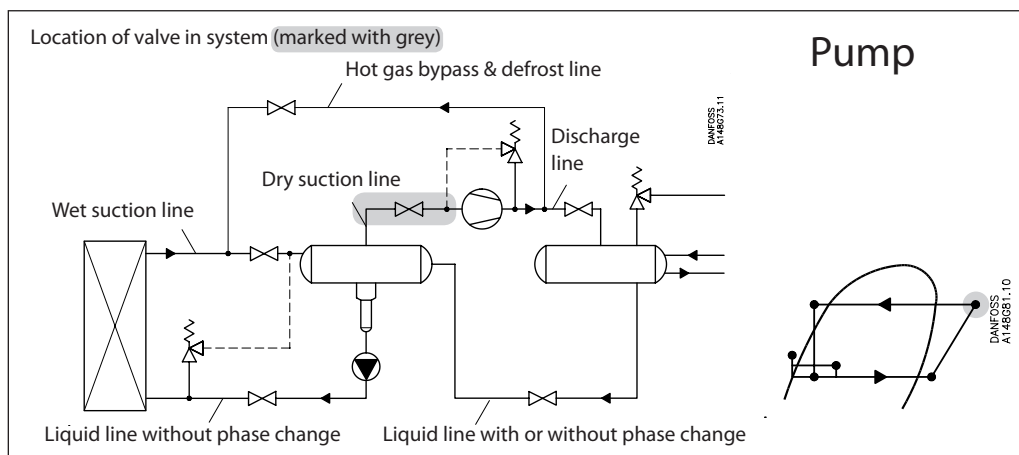 Location of valve in system (marked with grey)
Pump
Hot gas bypass & defrost line
DANFOSS
A148G73.11
Discharge
line
Dry suction line
Wet suction line
DANFOSS
A148G81.10
Liquid line without phase change
Liquid line with or without phase change